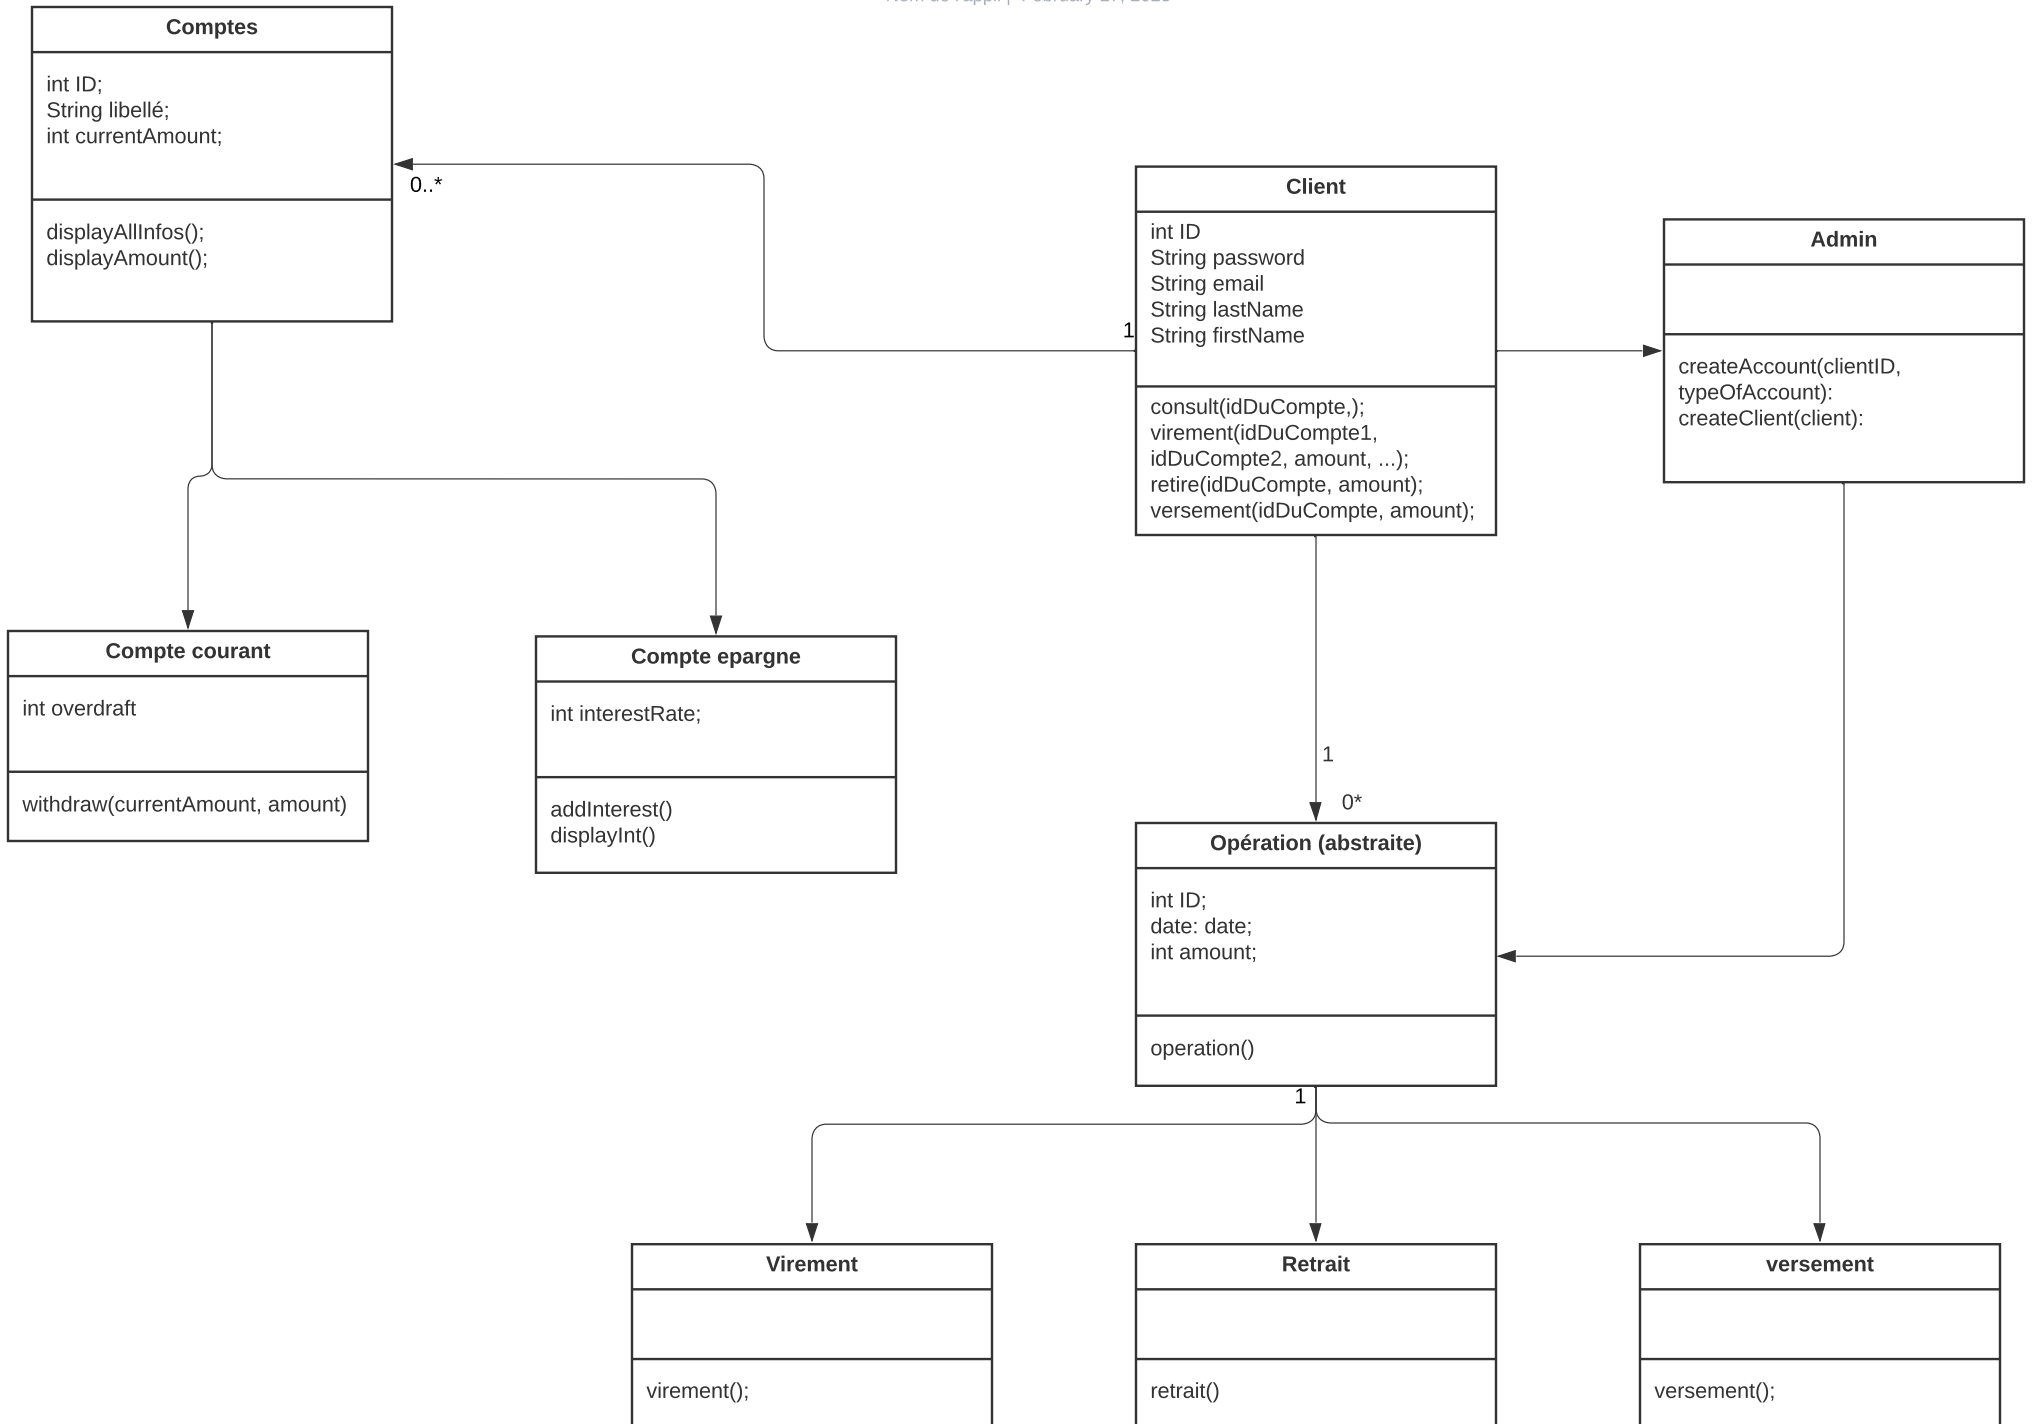 Comptes
int ID;
String libellé;
int currentAmount;
displayAllInfos();
displayAmount();
0..*
1
Client
int ID
String password
String email
String lastName
String firstName
consult(idDuCompte,);
virement(idDuCompte1,
idDuCompte2, amount, ...);
retire(idDuCompte, amount);
versement(idDuCompte, amount);
Admin
createAccount(clientID,
typeOfAccount):
createClient(client):
Compte courant
int overdraft
withdraw(currentAmount, amount)
Compte epargne
int interestRate;
addInterest()
displayInt()
1
0*
Opération (abstraite)
int ID;
date: date;
int amount;
operation()
1
Virement
virement();
Retrait
retrait()
versement
versement();